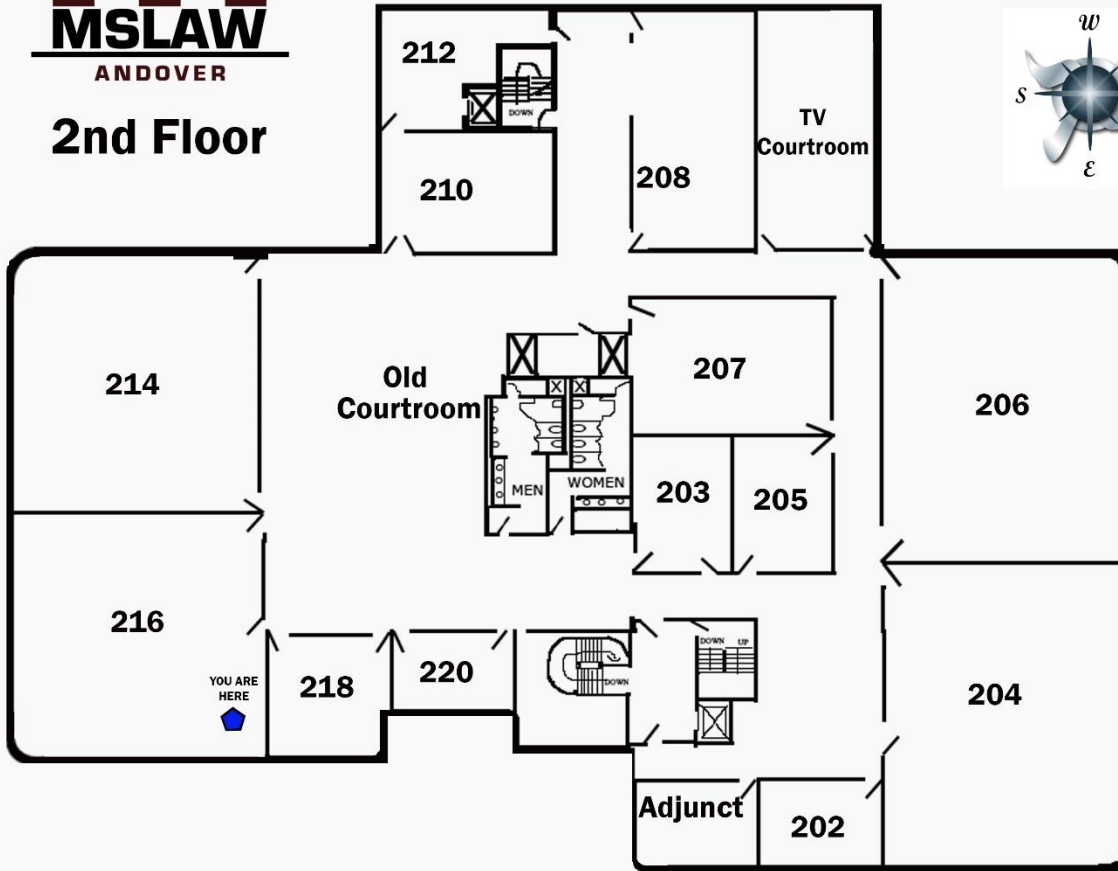 MSLAW
ANDOVER
2nd Floor
W
S
E
212
DOWN
TV
Courtroom
210
208
214
Old
Courtroom
207
206
MEN
WOMEN
203
205
216
YOU ARE
HERE
218
220
DOWN
DOWN UP
204
Adjunct
202